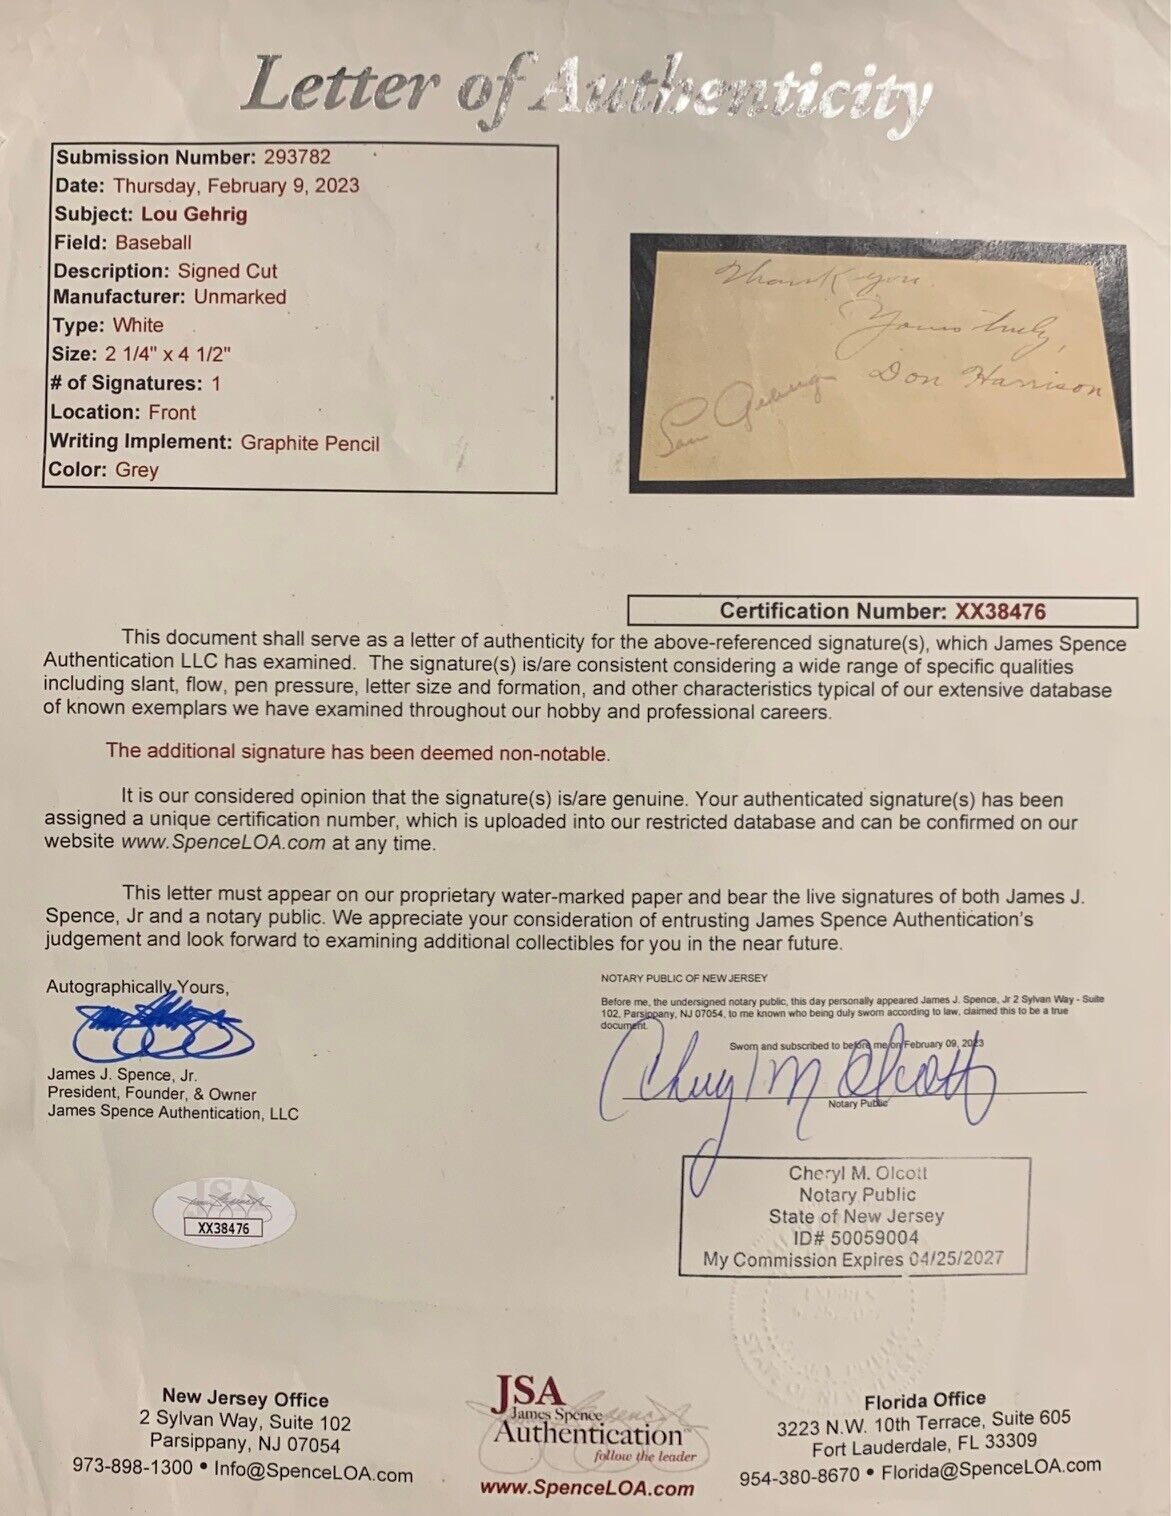 Letter of Authenticity
Submission Number: 293782
Date: Thursday, February 9, 2023
Subject: Lou Gehrig
Field: Baseball
Description: Signed Cut
Manufacturer: Unmarked
Type: White
Size: 2 1/4" x 4 1/2"
# of Signatures: 1
Location: Front
Writing Implement: Graphite Pencil
Color: Grey
Thank you.
Yours truly,
Don Harrison
Lou Gehrig
Certification Number: XX38476
This document shall serve as a letter of authenticity for the above-referenced signature(s), which James Spence
Authentication LLC has examined. The signature(s) is/are consistent considering a wide range of specific qualities
including slant, flow, pen pressure, letter size and formation, and other characteristics typical of our extensive database
of known exemplars we have examined throughout our hobby and professional careers.
The additional signature has been deemed non-notable.
It is our considered opinion that the signature(s) is/are genuine. Your authenticated signature(s) has been
assigned a unique certification number, which is uploaded into our restricted database and can be confirmed on our
website www.SpenceLOA.com at any time.
This letter must appear on our proprietary water-marked paper and bear the live signatures of both James J.
Spence, Jr and a notary public. We appreciate your consideration of entrusting James Spence Authentication's
judgement and look forward to examining additional collectibles for you in the near future.
Autographically Yours,
James J. Spence, Jr.
President, Founder, & Owner
James Spence Authentication, LLC
NOTARY PUBLIC OF NEW JERSEY
Before me, the undersigned notary public, this day personally appeared James J. Spence, Jr 2 Sylvan Way - Suite
102, Parsippany, NJ 07054, to me known who being duly sworn according to law, claimed this to be a true
document.
Sworn and subscribed to before me on February 09, 2023
Cheryl M Olcott
Notary Public
Cheryl M. Olcott
Notary Public
State of New Jersey
ID# 50059004
My Commission Expires 04/25/2027
JSA
XX38476
New Jersey Office
2 Sylvan Way, Suite 102
Parsippany, NJ 07054
973-898-1300 • Info@SpenceLOA.com
JSA
James Spence
Authentication
follow the leader
www.SpenceLOA.com
Florida Office
3223 N.W. 10th Terrace, Suite 605
Fort Lauderdale, FL 33309
954-380-8670 • Florida@SpenceLOA.com